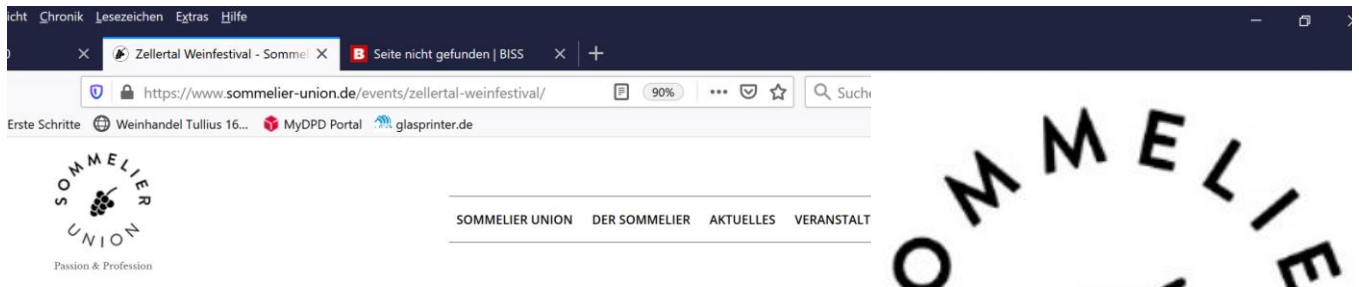 icht Chronik Lesezeichen Extras Hilfe
Zellertal Weinfestival - Somme
B Seite nicht gefunden | BISS
https://www.sommelier-union.de/events/zellertal-weinfestival/
90%
Suche
Erste Schritte Weinhandel Tullius 16... MyDPD Portal glasprinter.de
SOMMELIER
UNION
Passion & Profession
SOMMELIER UNION DER SOMMELIER AKTUELLES VERANSTALT
OMMELIE